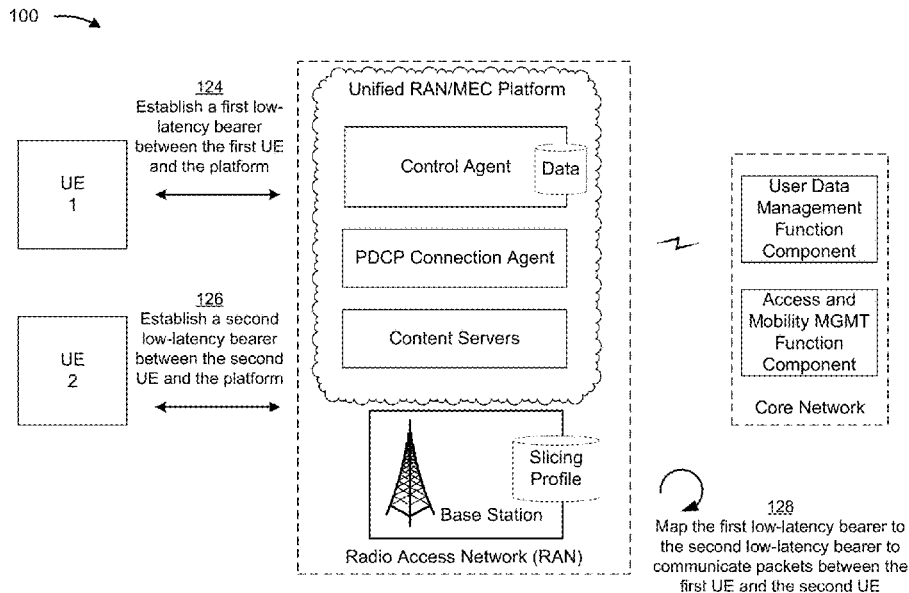 100
124
Establish a first low-
latency bearer
between the first UE
and the platform
UE
1
126
Establish a second
low-latency bearer
between the second
UE and the platform
UE
2
Unified RAN/MEC Platform
Control Agent
Data
PDCP Connection Agent
Content Servers
Slicing
Profile
Base Station
Radio Access Network (RAN)
User Data
Management
Function
Component
Access and
Mobility MGMT
Function
Component
Core Network
128
Map the first low-latency bearer to
the second low-latency bearer to
communicate packets between the
first UE and the second UE